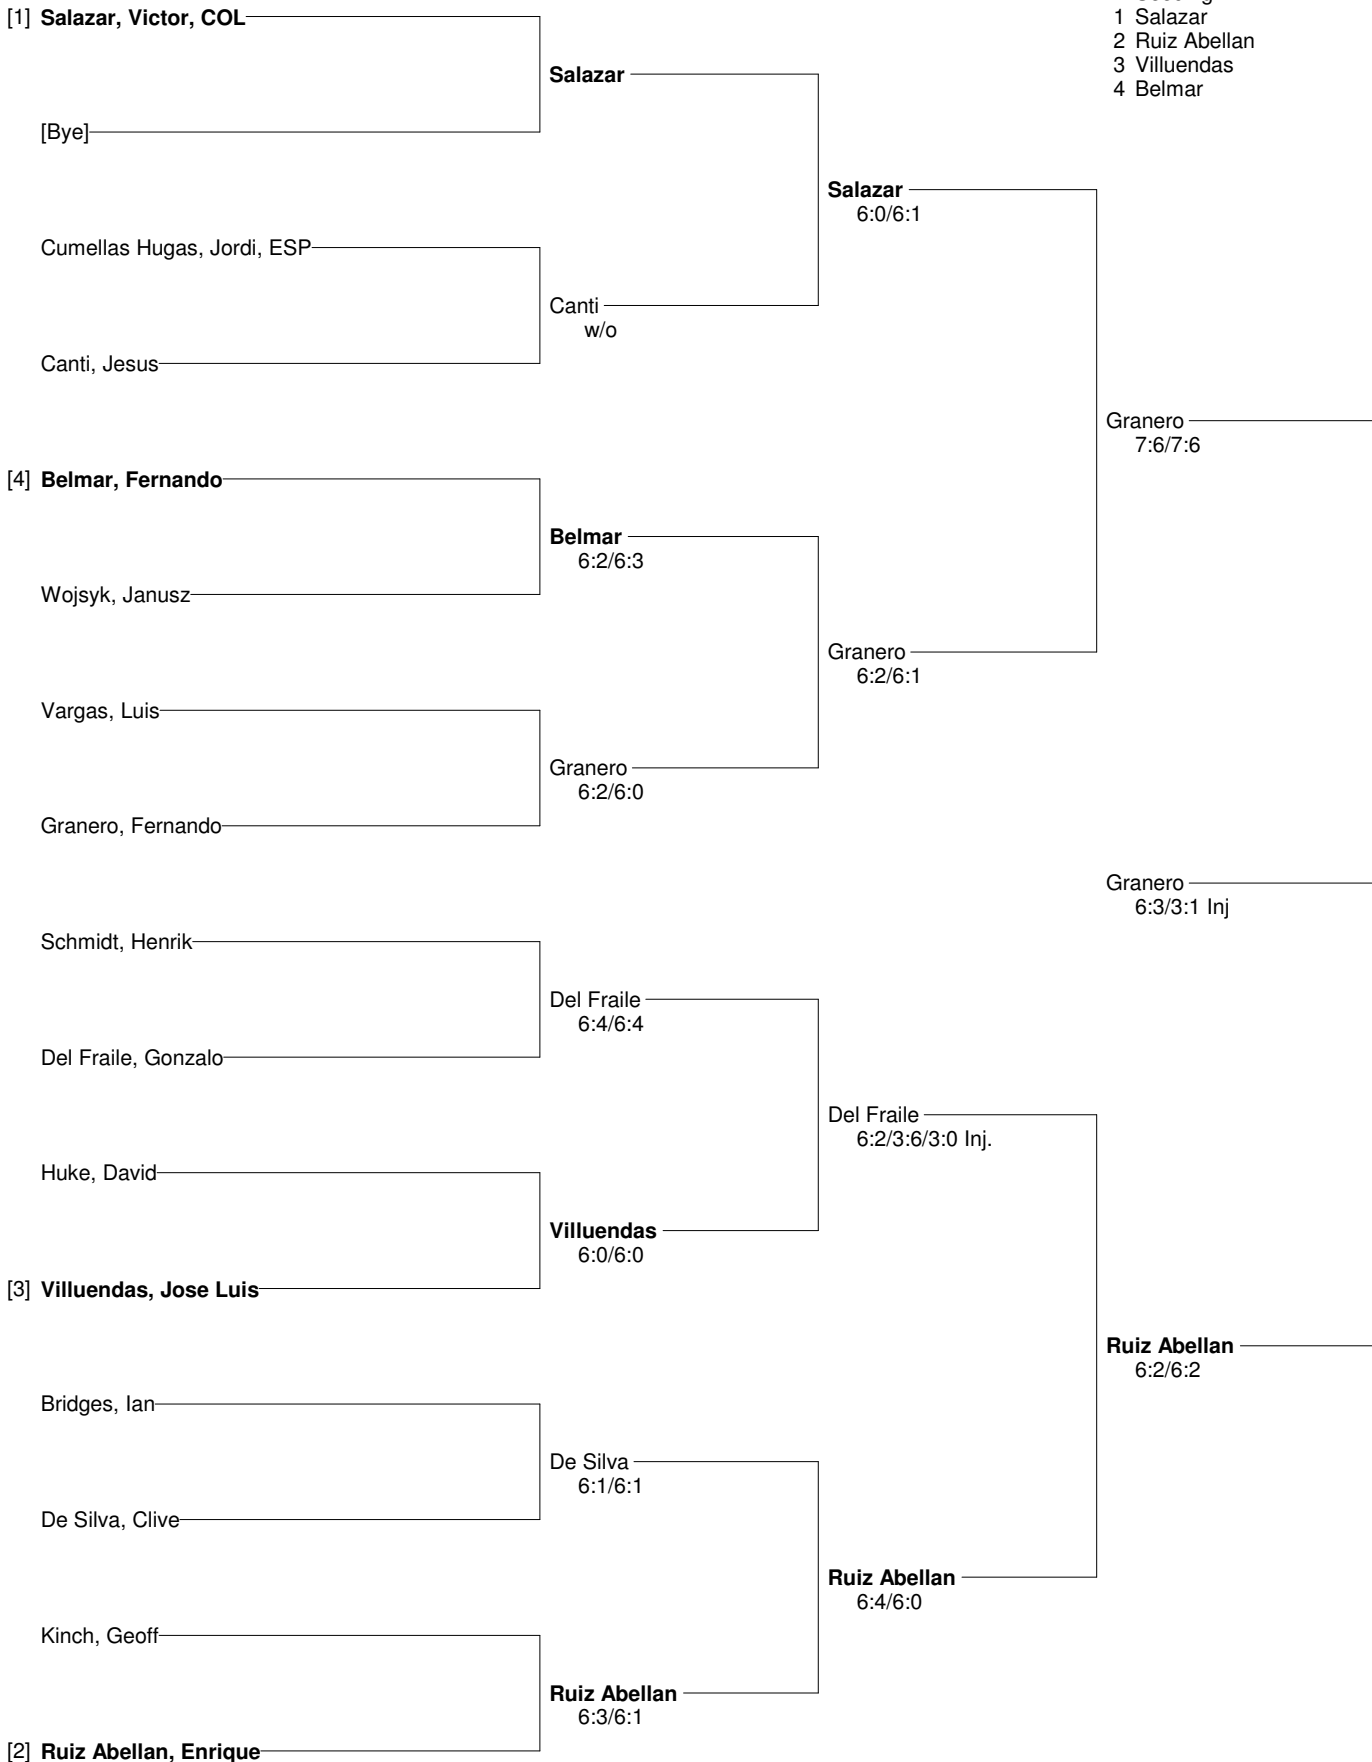 [1] Salazar, Victor, COL
1 Salazar
2 Ruiz Abellan
3 Villuendas
4 Belmar
Salazar
[Bye]
Salazar
6:0/6:1
Cumellas Hugas, Jordi, ESP
Canti
w/o
Canti, Jesus
Granero
7:6/7:6
[4] Belmar, Fernando
Belmar
6:2/6:3
Wojsyk, Janusz
Granero
6:2/6:1
Vargas, Luis
Granero
6:2/6:0
Granero, Fernando
Granero
6:3/3:1 Inj
Schmidt, Henrik
Del Fraile
6:4/6:4
Del Fraile, Gonzalo
Del Fraile
6:2/3:6/3:0 Inj.
Huke, David
Villuendas
6:0/6:0
[3] Villuendas, Jose Luis
Ruiz Abellan
6:2/6:2
Bridges, Ian
De Silva
6:1/6:1
De Silva, Clive
Ruiz Abellan
6:4/6:0
Kinch, Geoff
Ruiz Abellan
6:3/6:1
[2] Ruiz Abellan, Enrique